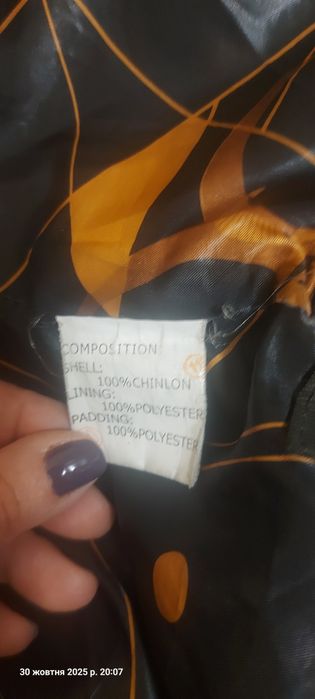 COMPOSITION:
SHELL:
100%CHINLON
LINING:
100%POLYESTER
PADDING:
100%POLYESTER
30 жовтня 2025 р. 20:07